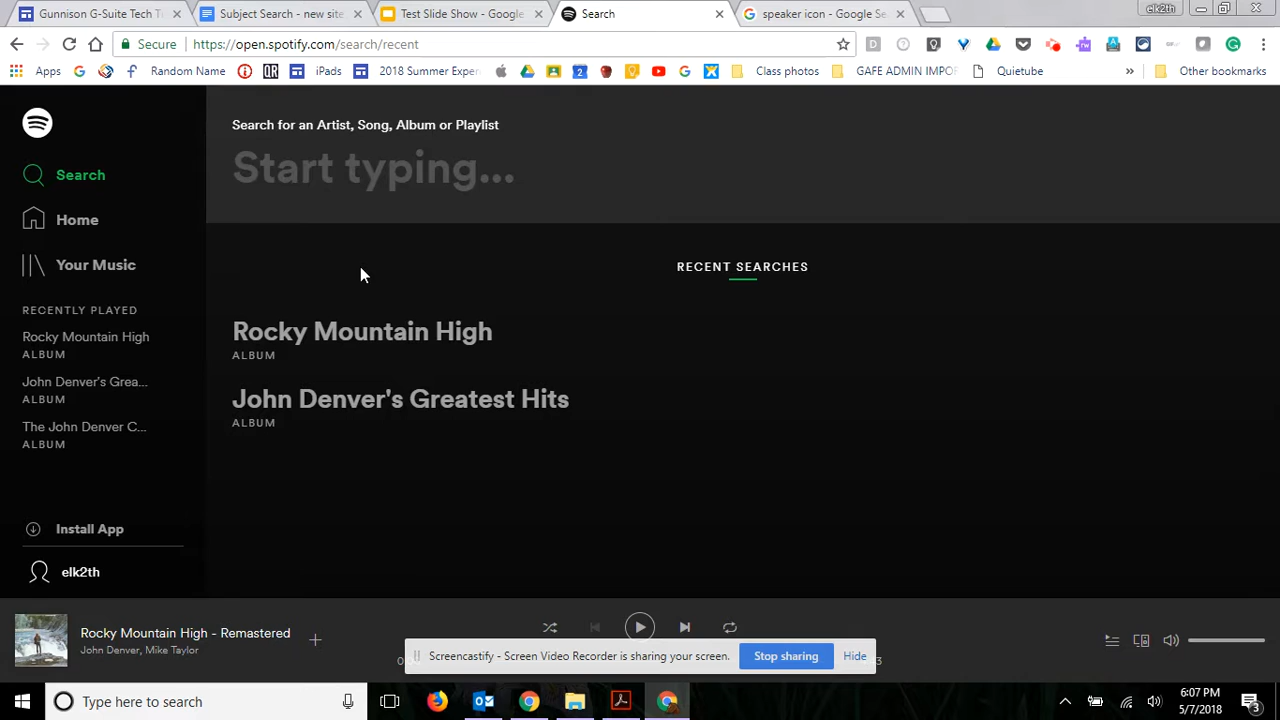 Gunnison G-Suite Tech T
Subject Search - new site
Test Slide Show - Google
Search
speaker icon - Google Se
elk2th
Secure
https://open.spotify.com/search/recent
Apps
Random Name
QR
iPads
2018 Summer Exper
2
Class photos
GAFE ADMIN IMPOR
Quietube
»
Other bookmarks
Search for an Artist, Song, Album or Playlist
Start typing...
Search
Home
Your Music
RECENTLY PLAYED
Rocky Mountain High
ALBUM
John Denver's Grea...
ALBUM
The John Denver C...
ALBUM
RECENT SEARCHES
Rocky Mountain High
ALBUM
John Denver's Greatest Hits
ALBUM
Install App
elk2th
Rocky Mountain High - Remastered
John Denver, Mike Taylor
Screencastify - Screen Video Recorder is sharing your screen.
Stop sharing
Hide
Type here to search
6:07 PM
5/7/2018
3